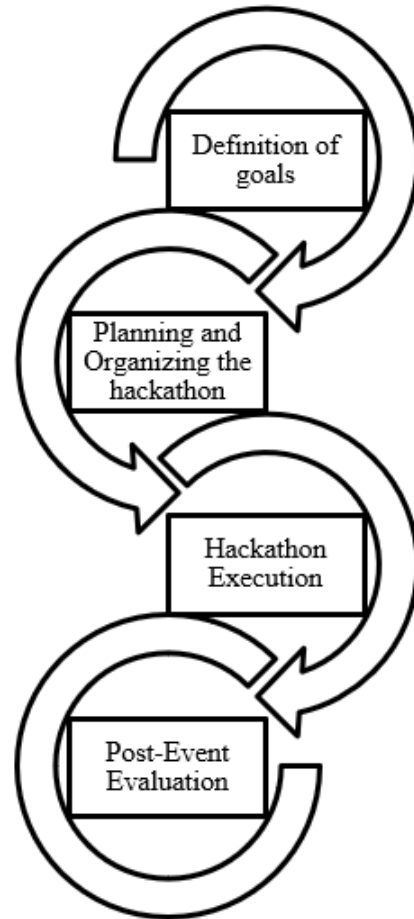 Definition of
goals
Planning and
Organizing the
hackathon
Hackathon
Execution
Post-Event
Evaluation